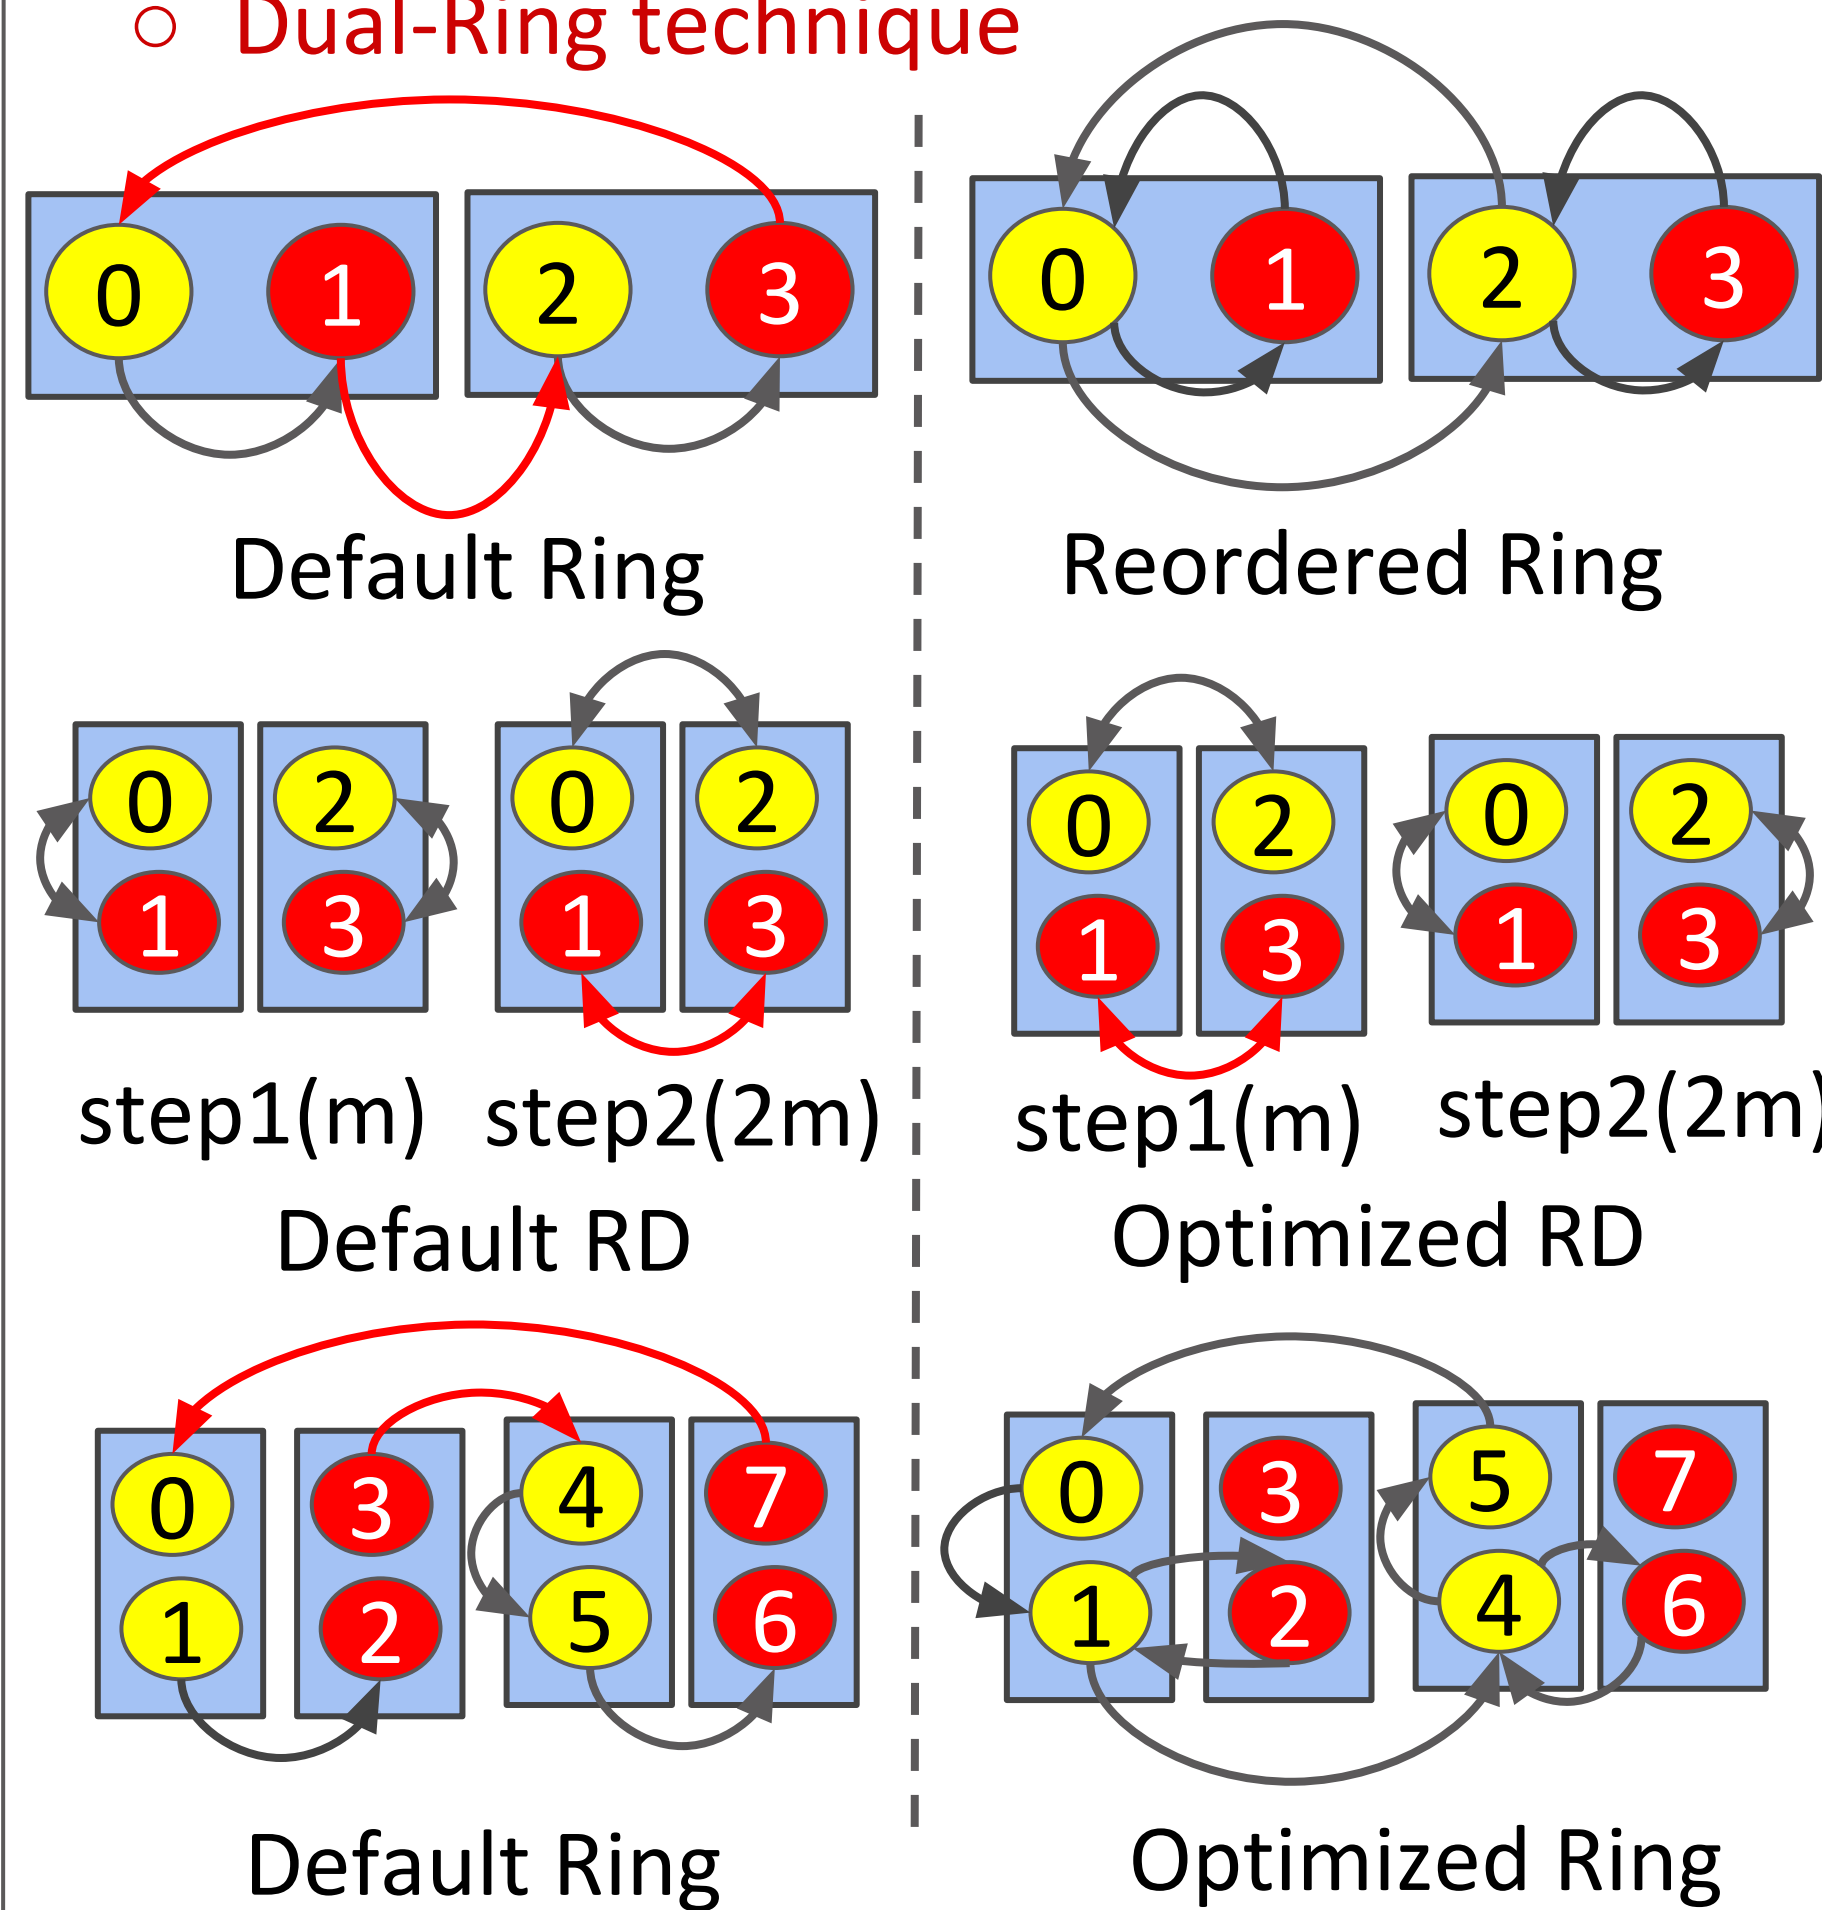 ○ Dual-Ring technique
0 1 2 3
0 1 2 3
Default Ring
Reordered Ring
0 2 0 2
1 3 1 3
0 2 0 2
1 3 1 3
step1(m) step2(2m)
step1(m) step2(2m)
Default RD
Optimized RD
0 3 4 7
1 2 5 6
0 3 5 7
1 2 4 6
Default Ring
Optimized Ring